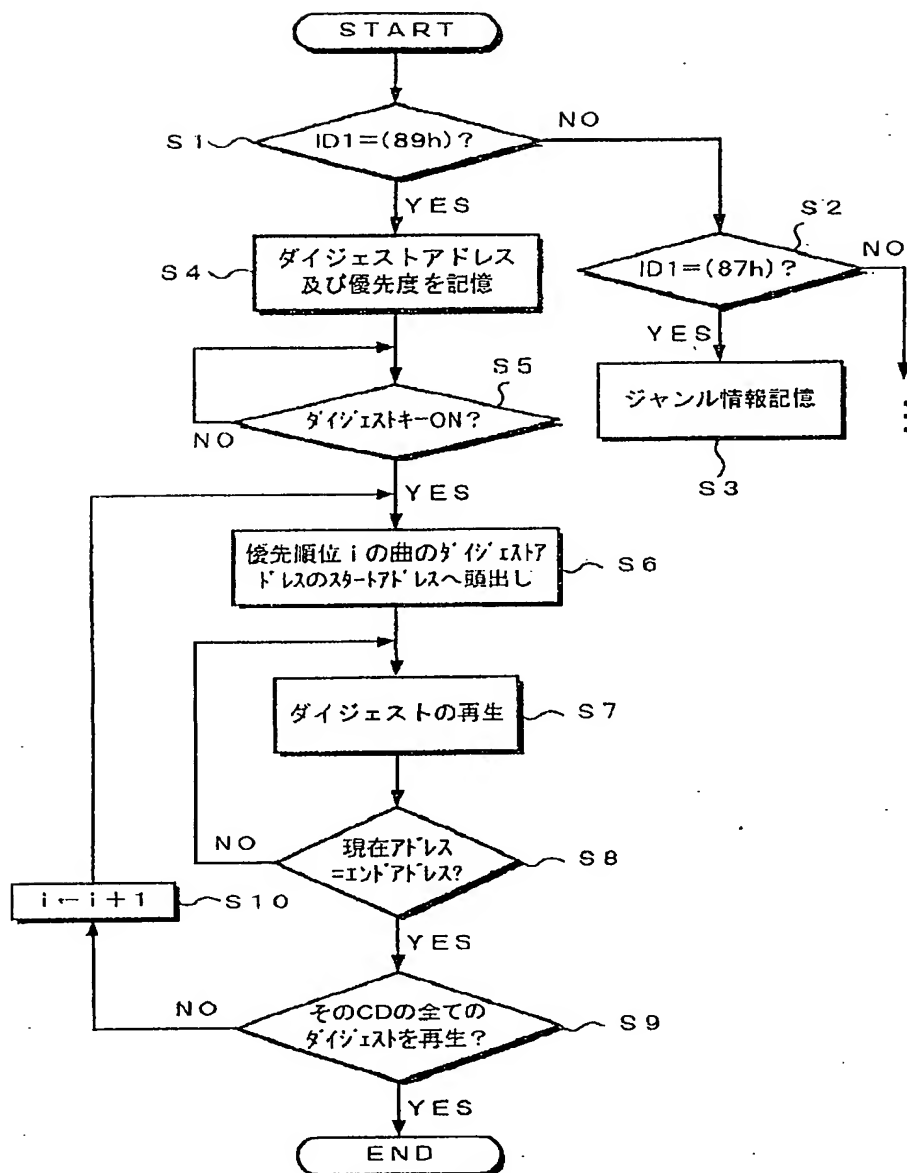 START
S1
ID1=(89h)?
NO
YES
S2
S4
ダイジェストアドレス
及び優先度を記憶
ID1=(87h)?
NO
YES
S5
ダイジェストキーON?
NO
ジャンル情報記憶
S3
YES
優先順位iの曲のダイジェストア
ドレスのスタートアドレスへ頭出し
S6
ダイジェストの再生
S7
NO
現在アドレス
=エンドアドレス?
S8
i←i+1
S10
YES
NO
そのCDの全ての
ダイジェストを再生?
S9
YES
END